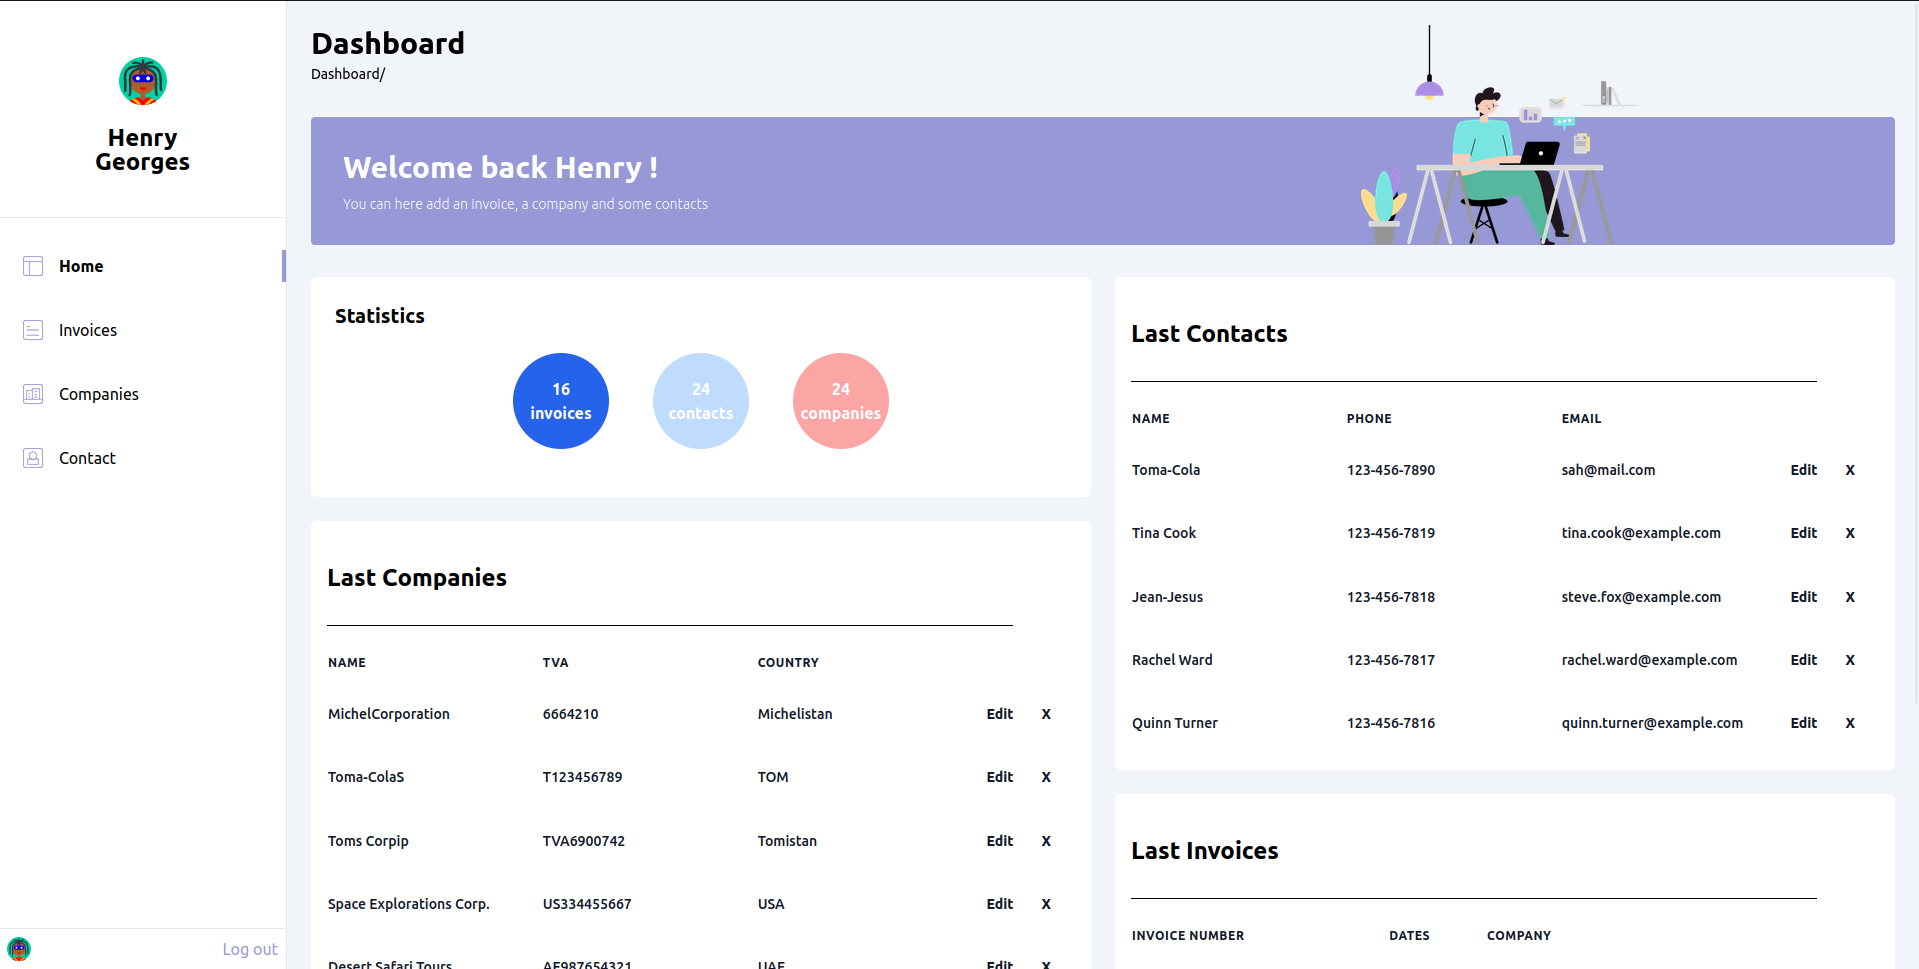 Henry
Georges
Home
Invoices
Companies
Contact
Log out
Dashboard
Dashboard/
Welcome back Henry !
You can here add an invoice, a company and some contacts
Statistics
16
invoices
24
contacts
24
companies
Last Companies
NAME TVA COUNTRY
MichelCorporation 6664210 Michelistan Edit X
Toma-ColaS T123456789 TOM Edit X
Toms Corpip TVA6900742 Tomistan Edit X
Space Explorations Corp. US334455667 USA Edit X
Desert Safari Tours AE987654321 UAE Edit X
Last Contacts
NAME PHONE EMAIL
Toma-Cola 123-456-7890 sah@mail.com Edit X
Tina Cook 123-456-7819 tina.cook@example.com Edit X
Jean-Jesus 123-456-7818 steve.fox@example.com Edit X
Rachel Ward 123-456-7817 rachel.ward@example.com Edit X
Quinn Turner 123-456-7816 quinn.turner@example.com Edit X
Last Invoices
INVOICE NUMBER DATES COMPANY